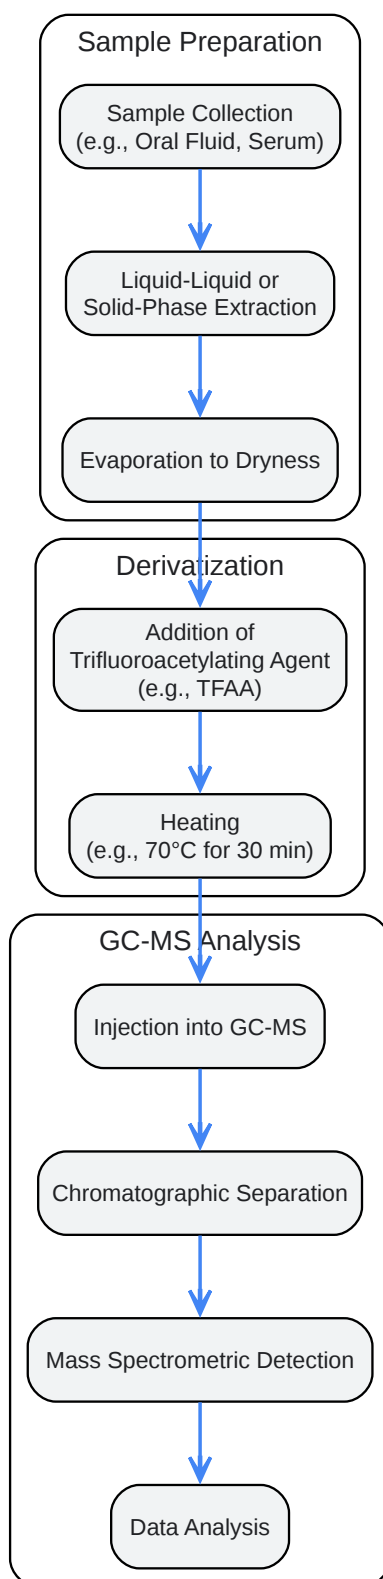 Sample Preparation
Sample Collection
(e.g., Oral Fluid, Serum)
Liquid-Liquid or
Solid-Phase Extraction
Evaporation to Dryness
Derivatization
Addition of
Trifluoroacetylating Agent
(e.g., TFAA)
Heating
(e.g., 70°C for 30 min)
GC-MS Analysis
Injection into GC-MS
Chromatographic Separation
Mass Spectrometric Detection
Data Analysis